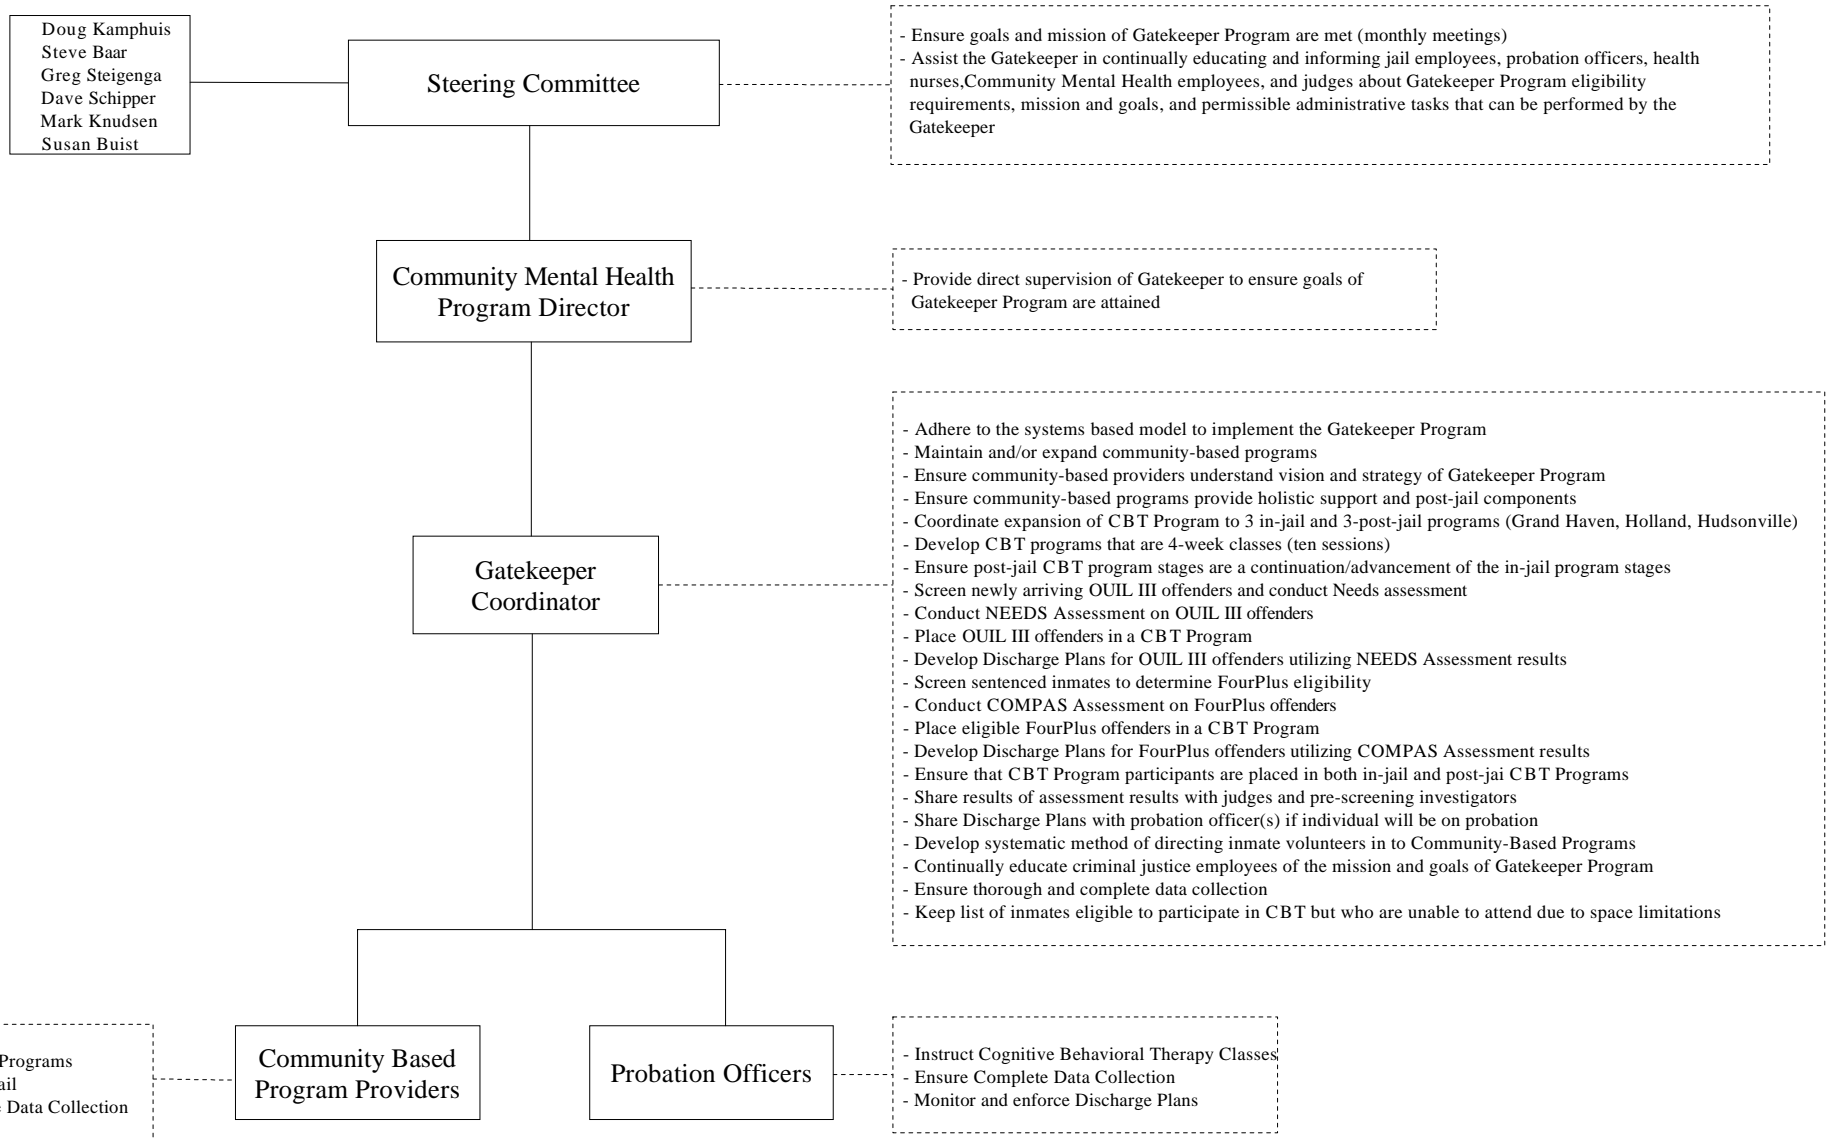 Doug Kamphuis
Steve Baar
Greg Steigenga
Dave Schipper
Mark Knudsen
Susan Buist
Steering Committee
- Ensure goals and mission of Gatekeeper Program are met (monthly meetings)
- Assist the Gatekeeper in continually educating and informing jail employees, probation officers, health
nurses,Community Mental Health employees, and judges about Gatekeeper Program eligibility
requirements, mission and goals, and permissible administrative tasks that can be performed by the
Gatekeeper
Community Mental Health
Program Director
- Provide direct supervision of Gatekeeper to ensure goals of
Gatekeeper Program are attained
Gatekeeper
Coordinator
- Adhere to the systems based model to implement the Gatekeeper Program
- Maintain and/or expand community-based programs
- Ensure community-based providers understand vision and strategy of Gatekeeper Program
- Ensure community-based programs provide holistic support and post-jail components
- Coordinate expansion of CBT Program to 3 in-jail and 3-post-jail programs (Grand Haven, Holland, Hudsonville)
- Develop CBT programs that are 4-week classes (ten sessions)
- Ensure post-jail CBT program stages are a continuation/advancement of the in-jail program stages
- Screen newly arriving OUIL III offenders and conduct Needs assessment
- Conduct NEEDS Assessment on OUIL III offenders
- Place OUIL III offenders in a CBT Program
- Develop Discharge Plans for OUIL III offenders utilizing NEEDS Assessment results
- Screen sentenced inmates to determine FourPlus eligibility
- Conduct COMPAS Assessment on FourPlus offenders
- Place eligible FourPlus offenders in a CBT Program
- Develop Discharge Plans for FourPlus offenders utilizing COMPAS Assessment results
- Ensure that CBT Program participants are placed in both in-jail and post-jai CBT Programs
- Share results of assessment results with judges and pre-screening investigators
- Share Discharge Plans with probation officer(s) if individual will be on probation
- Develop systematic method of directing inmate volunteers in to Community-Based Programs
- Continually educate criminal justice employees of the mission and goals of Gatekeeper Program
- Ensure thorough and complete data collection
- Keep list of inmates eligible to participate in CBT but who are unable to attend due to space limitations
Programs
Data Collection
Community Based
Program Providers
Probation Officers
- Instruct Cognitive Behavioral Therapy Classes
- Ensure Complete Data Collection
- Monitor and enforce Discharge Plans